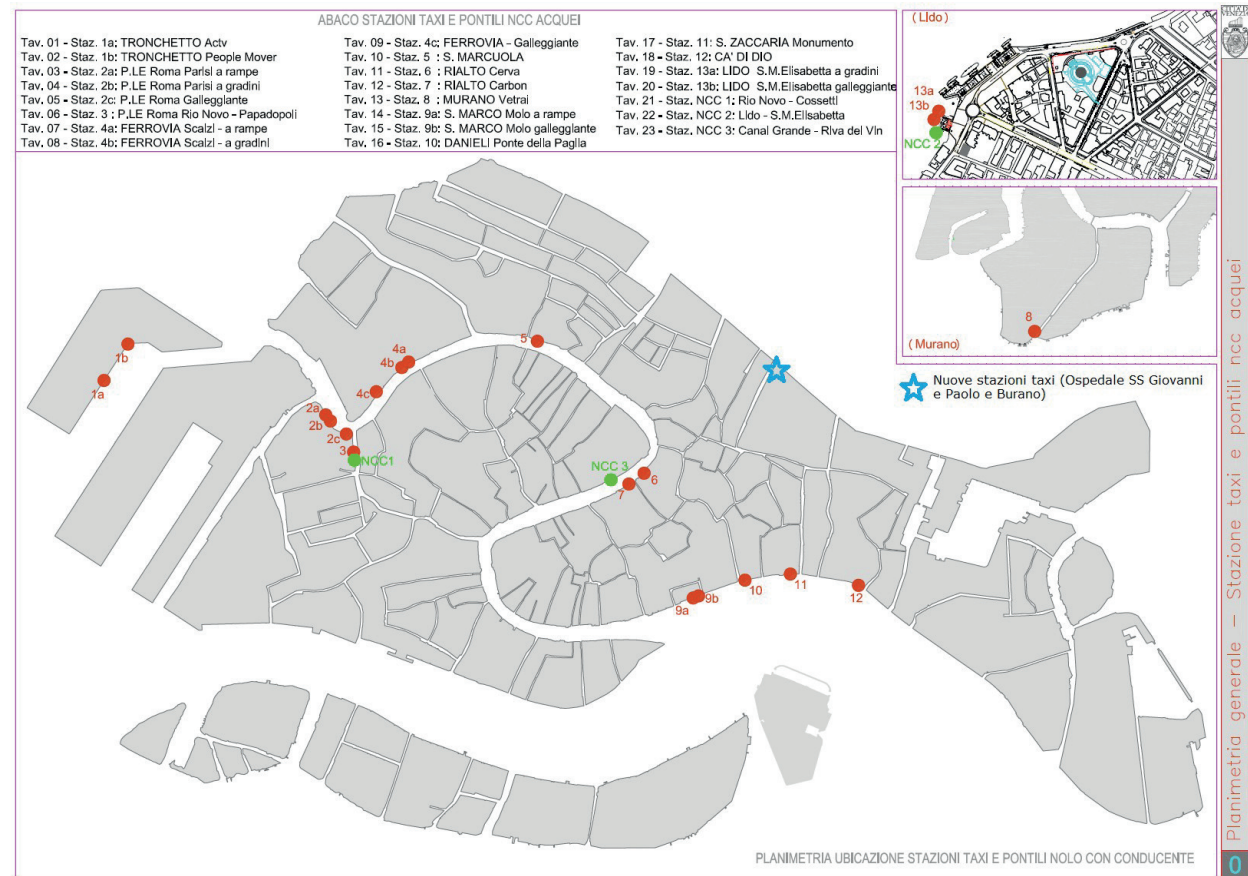 ABACO STAZIONI TAXI E PONTILI NCC ACQUEI
Tav. 01 - Staz. 1a: TRONCHETTO Actv
Tav. 02 - Staz. 1b: TRONCHETTO People Mover
Tav. 03 - Staz. 2a: P.LE Roma Parisi a rampe
Tav. 04 - Staz. 2b: P.LE Roma Parisi a gradini
Tav. 05 - Staz. 2c: P.LE Roma Galleggiante
Tav. 06 - Staz. 3 : P.LE Roma Rio Novo - Papadopoli
Tav. 07 - Staz. 4a: FERROVIA Scalzi - a rampe
Tav. 08 - Staz. 4b: FERROVIA Scalzi - a gradini
Tav. 09 - Staz. 4c: FERROVIA - Galleggiante
Tav. 10 - Staz. 5 : S. MARCUOLA
Tav. 11 - Staz. 6 : RIALTO Cerva
Tav. 12 - Staz. 7 : RIALTO Carbon
Tav. 13 - Staz. 8 : MURANO Vetrai
Tav. 14 - Staz. 9a: S. MARCO Molo a rampe
Tav. 15 - Staz. 9b: S. MARCO Molo galleggiante
Tav. 16 - Staz. 10: DANIELI Ponte della Paglia
Tav. 17 - Staz. 11: S. ZACCARIA Monumento
Tav. 18 - Staz. 12: CA' DI DIO
Tav. 19 - Staz. 13a: LIDO S.M.Elisabetta a gradini
Tav. 20 - Staz. 13b: LIDO S.M.Elisabetta galleggiante
Tav. 21 - Staz. NCC 1: Rio Novo - Cossetti
Tav. 22 - Staz. NCC 2: Lido - S.M.Elisabetta
Tav. 23 - Staz. NCC 3: Canal Grande - Riva del Vin
(Lido)
13a
13b
NCC 2
CITTA' DI
VENEZIA
8
(Murano)
Nuove stazioni taxi (Ospedale SS Giovanni
e Paolo e Burano)
1b
1a
5
4a
4b
4c
2a
2b
2c
3
NCC1
NCC 3
6
7
9a
9b
10
11
12
PLANIMETRIA UBICAZIONE STAZIONI TAXI E PONTILI NOLO CON CONDUCENTE
Planimetria generale - Stazione taxi e pontili ncc acquei
0